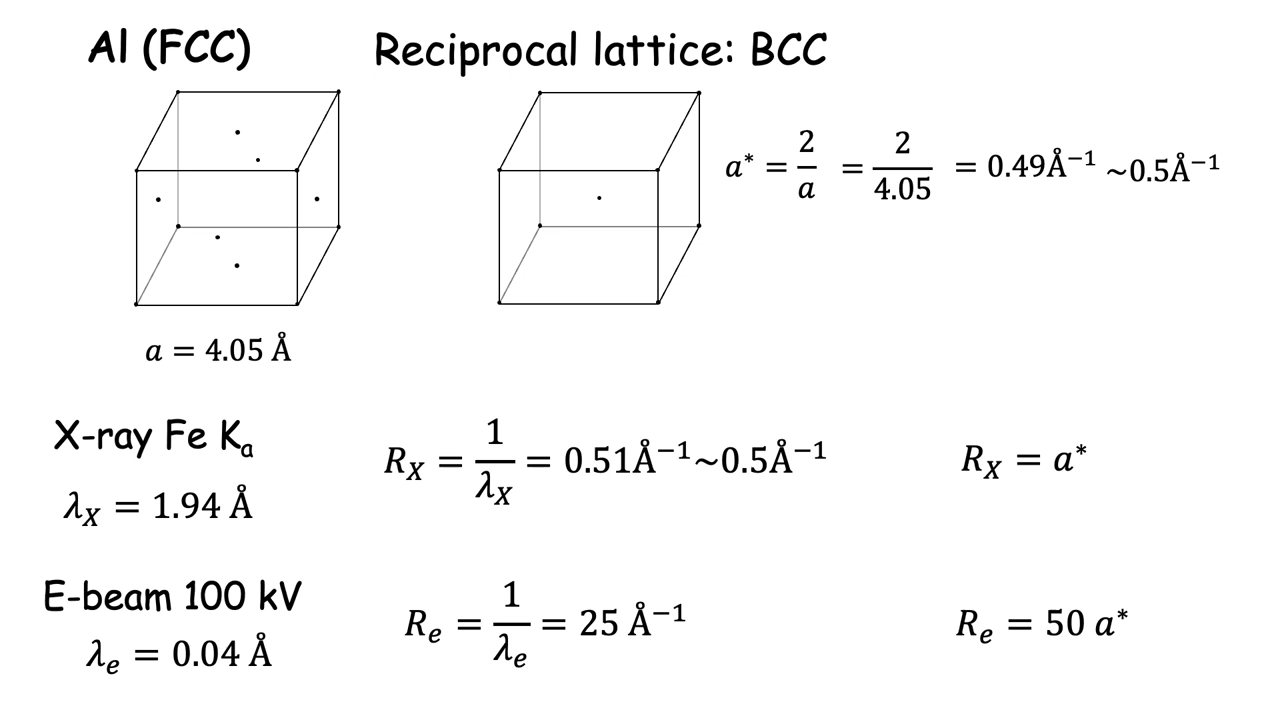 Al (FCC)
Reciprocal lattice: BCC
a* = 2/a = 2/4.05 = 0.49Å⁻¹ ~0.5Å⁻¹
a = 4.05 Å
X-ray Fe Kₐ
R_X = 1/λ_X = 0.51Å⁻¹~0.5Å⁻¹
R_X = a*
λ_X = 1.94 Å
E-beam 100 kV
R_e = 1/λ_e = 25 Å⁻¹
R_e = 50 a*
λ_e = 0.04 Å